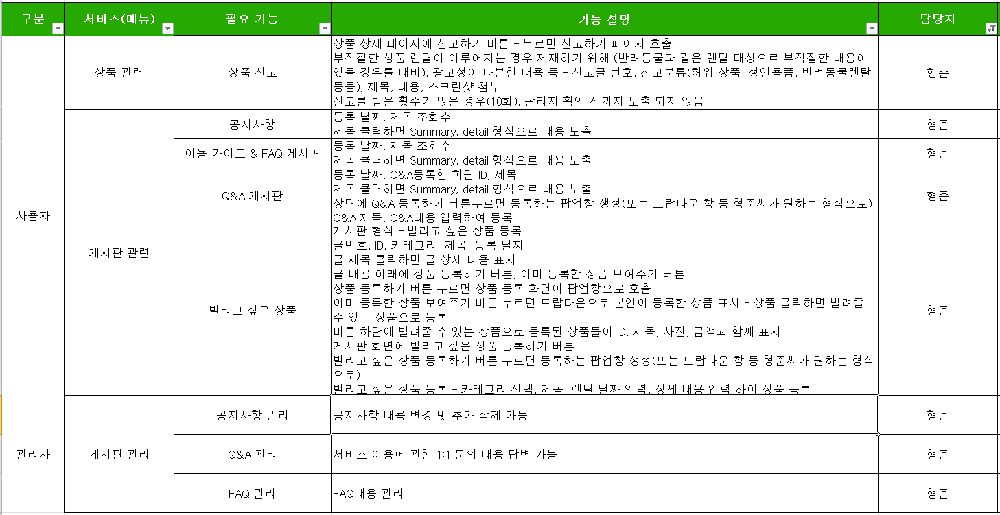 구분 서비스(메뉴) 필요 기능 기능 설명 담당자
사용자
상품 관련
상품 신고
상품 상세 페이지에 신고하기 버튼 - 누르면 신고하기 페이지 호출
부적절한 상품 렌탈이 이루어지는 경우 제재하기 위해 (반려동물과 같은 렌탈 대상으로 부적절한 내용이
있을 경우를 대비), 광고성이 다분한 내용 등 - 신고글 번호, 신고분류(허위 상품, 성인용품, 반려동물렌탈
등등), 제목, 내용, 스크린샷 첨부
신고를 받은 횟수가 많은 경우(10회), 관리자 확인 전까지 노출 되지 않음
형준
게시판 관련
공지사항
등록 날짜, 제목 조회수
제목 클릭하면 Summary, detail 형식으로 내용 노출
형준
이용 가이드 & FAQ 게시판
등록 날짜, 제목 조회수
제목 클릭하면 Summary, detail 형식으로 내용 노출
형준
Q&A 게시판
등록 날짜, Q&A등록한 회원 ID, 제목
제목 클릭하면 Summary, detail 형식으로 내용 노출
상단에 Q&A 등록하기 버튼누르면 등록하는 팝업창 생성(또는 드랍다운 창 등 형준씨가 원하는 형식으로)
Q&A 제목, Q&A내용 입력하여 등록
형준
빌리고 싶은 상품
게시판 형식 - 빌리고 싶은 상품 등록
글번호, ID, 카테고리, 제목, 등록 날짜
글 제목 클릭하면 글 상세 내용 표시
글 내용 아래에 상품 등록하기 버튼, 이미 등록한 상품 보여주기 버튼
상품 등록하기 버튼 누르면 상품 등록 화면이 팝업창으로 호출
이미 등록한 상품 보여주기 버튼 누르면 드랍다운으로 본인이 등록한 상품 표시 - 상품 클릭하면 빌려줄
수 있는 상품으로 등록
버튼 하단에 빌려줄 수 있는 상품으로 등록된 상품들이 ID, 제목, 사진, 금액과 함께 표시
게시판 화면에 빌리고 싶은 상품 등록하기 버튼
빌리고 싶은 상품 등록하기 버튼 누르면 등록하는 팝업창 생성(또는 드랍다운 창 등 형준씨가 원하는 형식
으로)
빌리고 싶은 상품 등록 - 카테고리 선택, 제목, 렌탈 날짜 입력, 상세 내용 입력 하여 상품 등록
형준
관리자
게시판 관리
공지사항 관리
공지사항 내용 변경 및 추가 삭제 가능
형준
Q&A 관리
서비스 이용에 관한 1:1 문의 내용 답변 가능
형준
FAQ 관리
FAQ내용 관리
형준